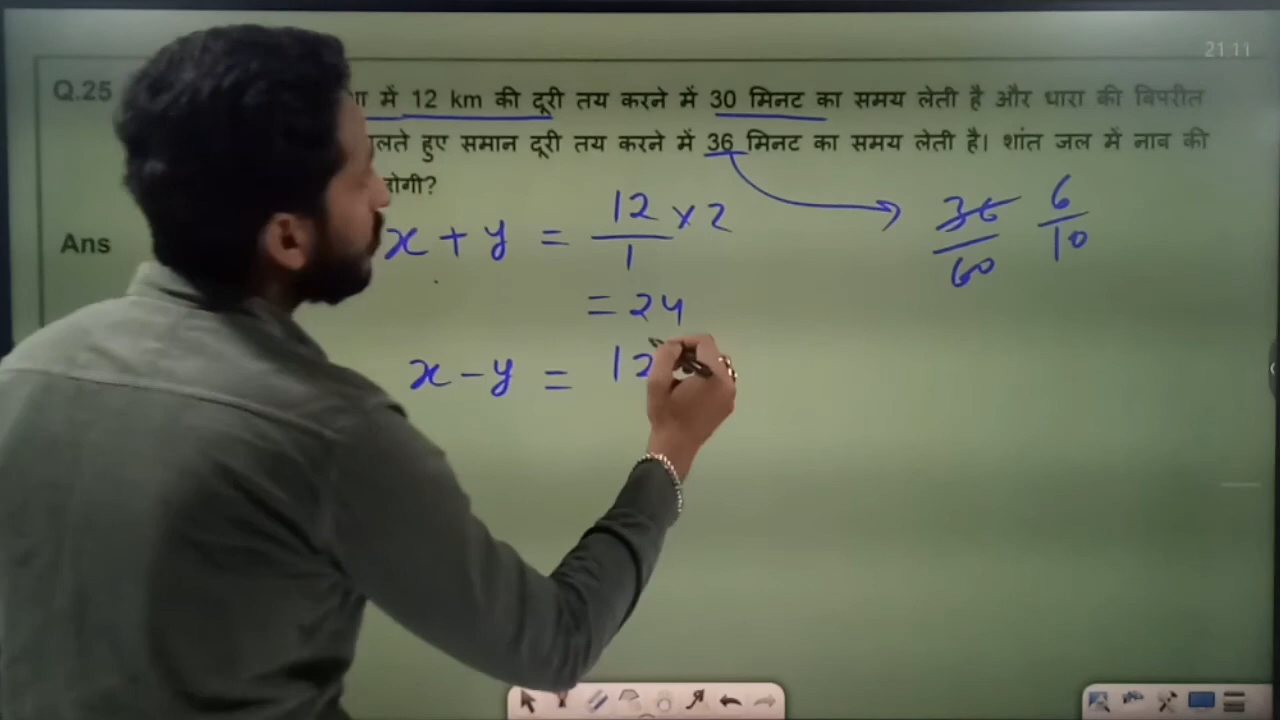 21:11
Q.25 में 12 km की दूरी तय करने में 30 मिनट का समय लेती है और धारा की विपरीत
हुए समान दूरी तय करने में 36 मिनट का समय लेती है। शांत जल में नाव की
होगी?
Ans
x + y = 12/1 × 2
= 24
x - y = 12
36/60 6/10